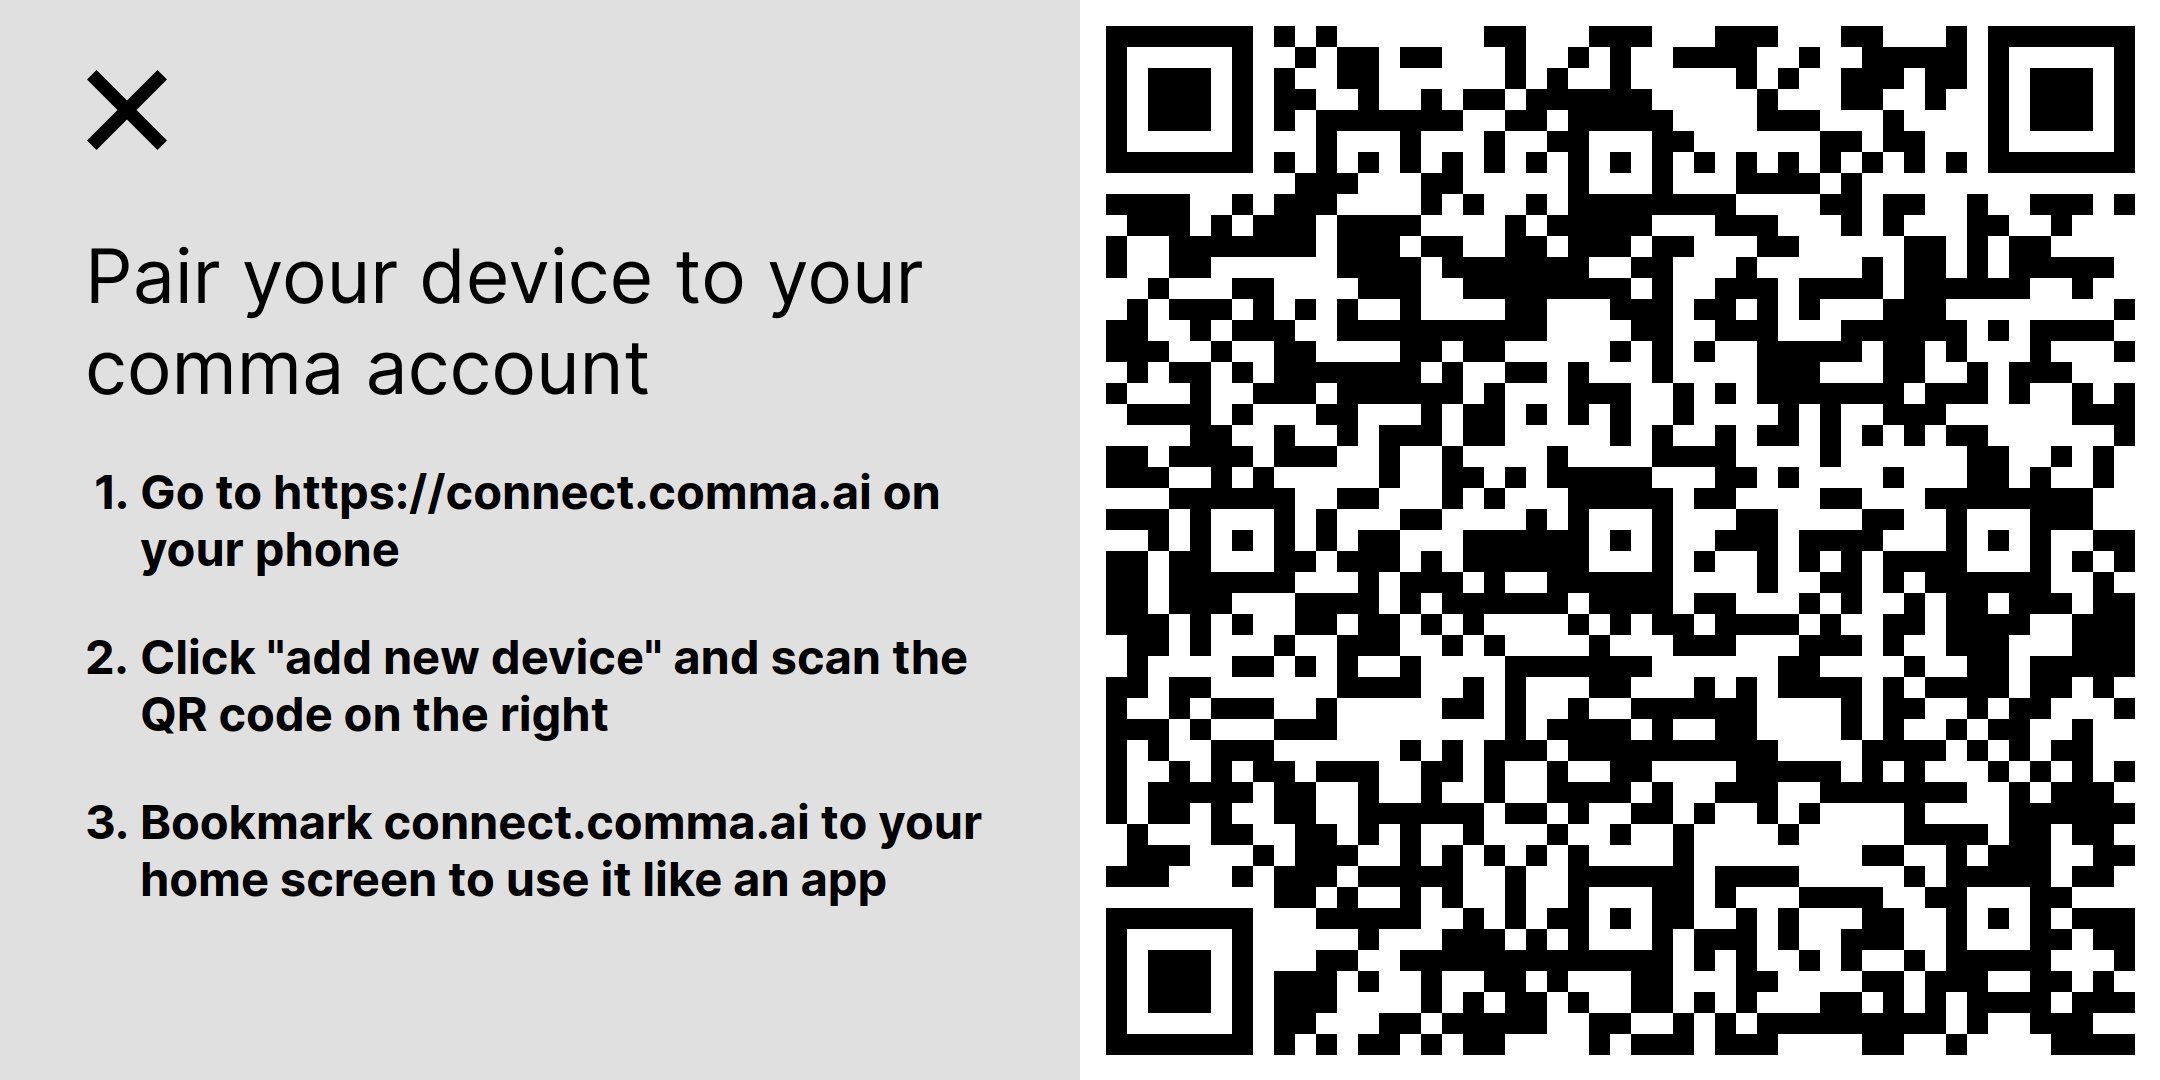 Pair your device to your
comma account
1. Go to https://connect.comma.ai on
your phone
2. Click "add new device" and scan the
QR code on the right
3. Bookmark connect.comma.ai to your
home screen to use it like an app